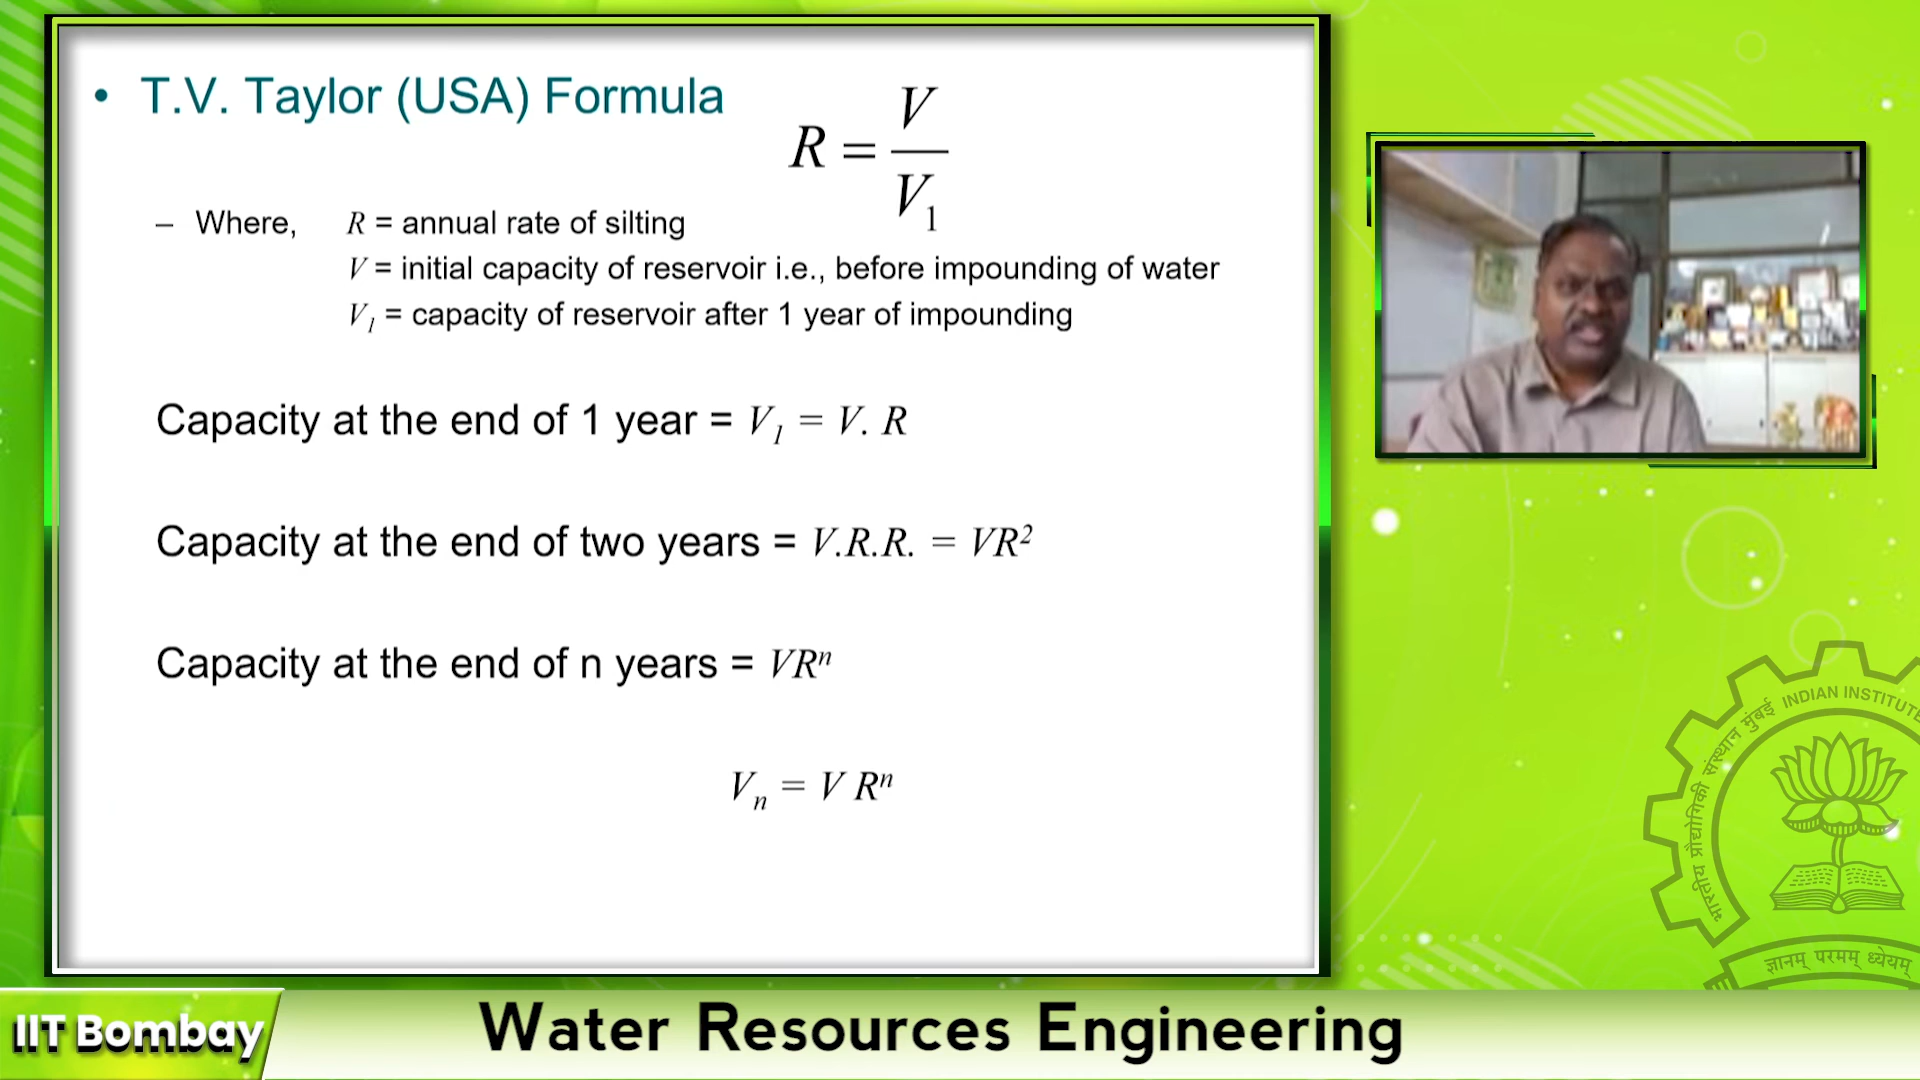 • T.V. Taylor (USA) Formula
R = V / V₁
– Where, R = annual rate of silting
V = initial capacity of reservoir i.e., before impounding of water
V₁ = capacity of reservoir after 1 year of impounding
Capacity at the end of 1 year = V₁ = V. R
Capacity at the end of two years = V.R.R. = VR²
Capacity at the end of n years = VRⁿ
Vₙ = V Rⁿ
भारतीय प्रौद्योगिकी संस्थान मुंबई INDIAN INSTITUTE
ज्ञानम् परमम् ध्येयम्
IIT Bombay
Water Resources Engineering